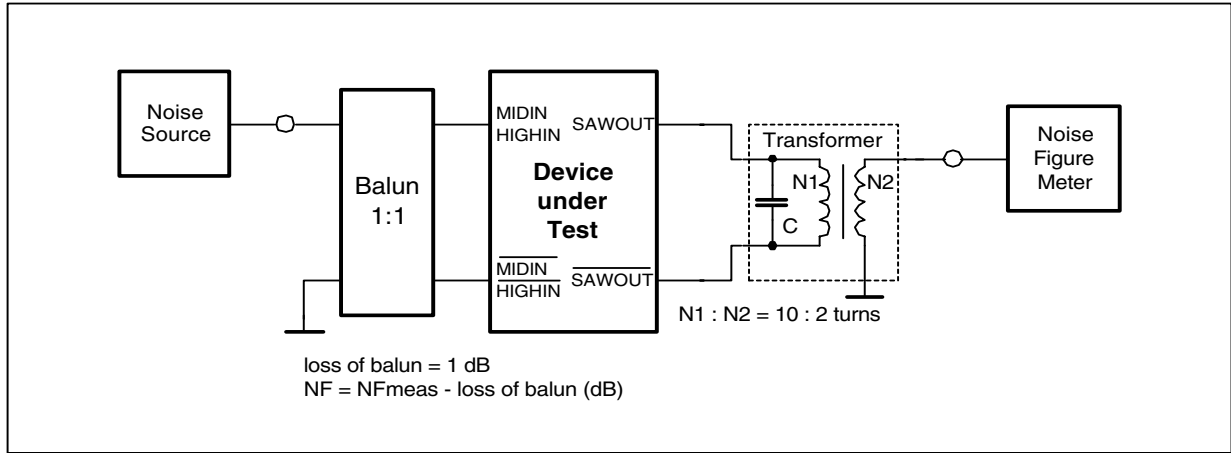 Noise
Source
Balun
1:1
MIDIN
HIGHIN
SAWOUT
Device
under
Test
MIDIN
HIGHIN
SAWOUT
Transformer
N1
N2
C
N1 : N2 = 10 : 2 turns
Noise
Figure
Meter
loss of balun = 1 dB
NF = NFmeas - loss of balun (dB)